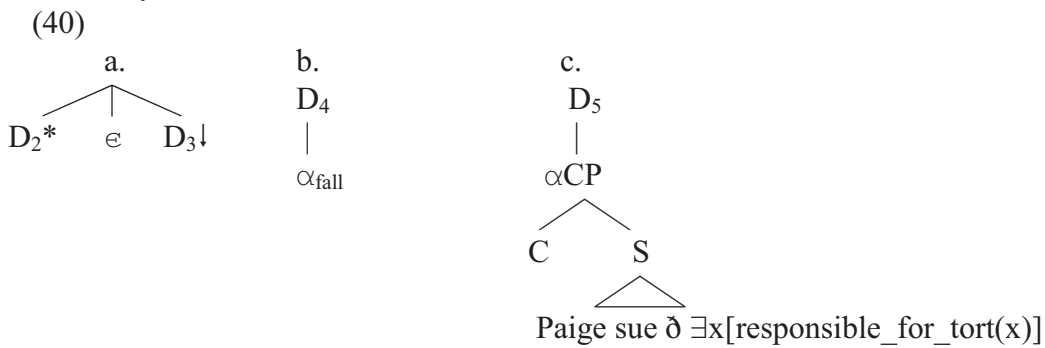 (40)
a. b. c.
D₂* ∊ D₃↓ D₄ D₅
α_fall αCP
C S
Paige sue ð ∃x[responsible_for_tort(x)]